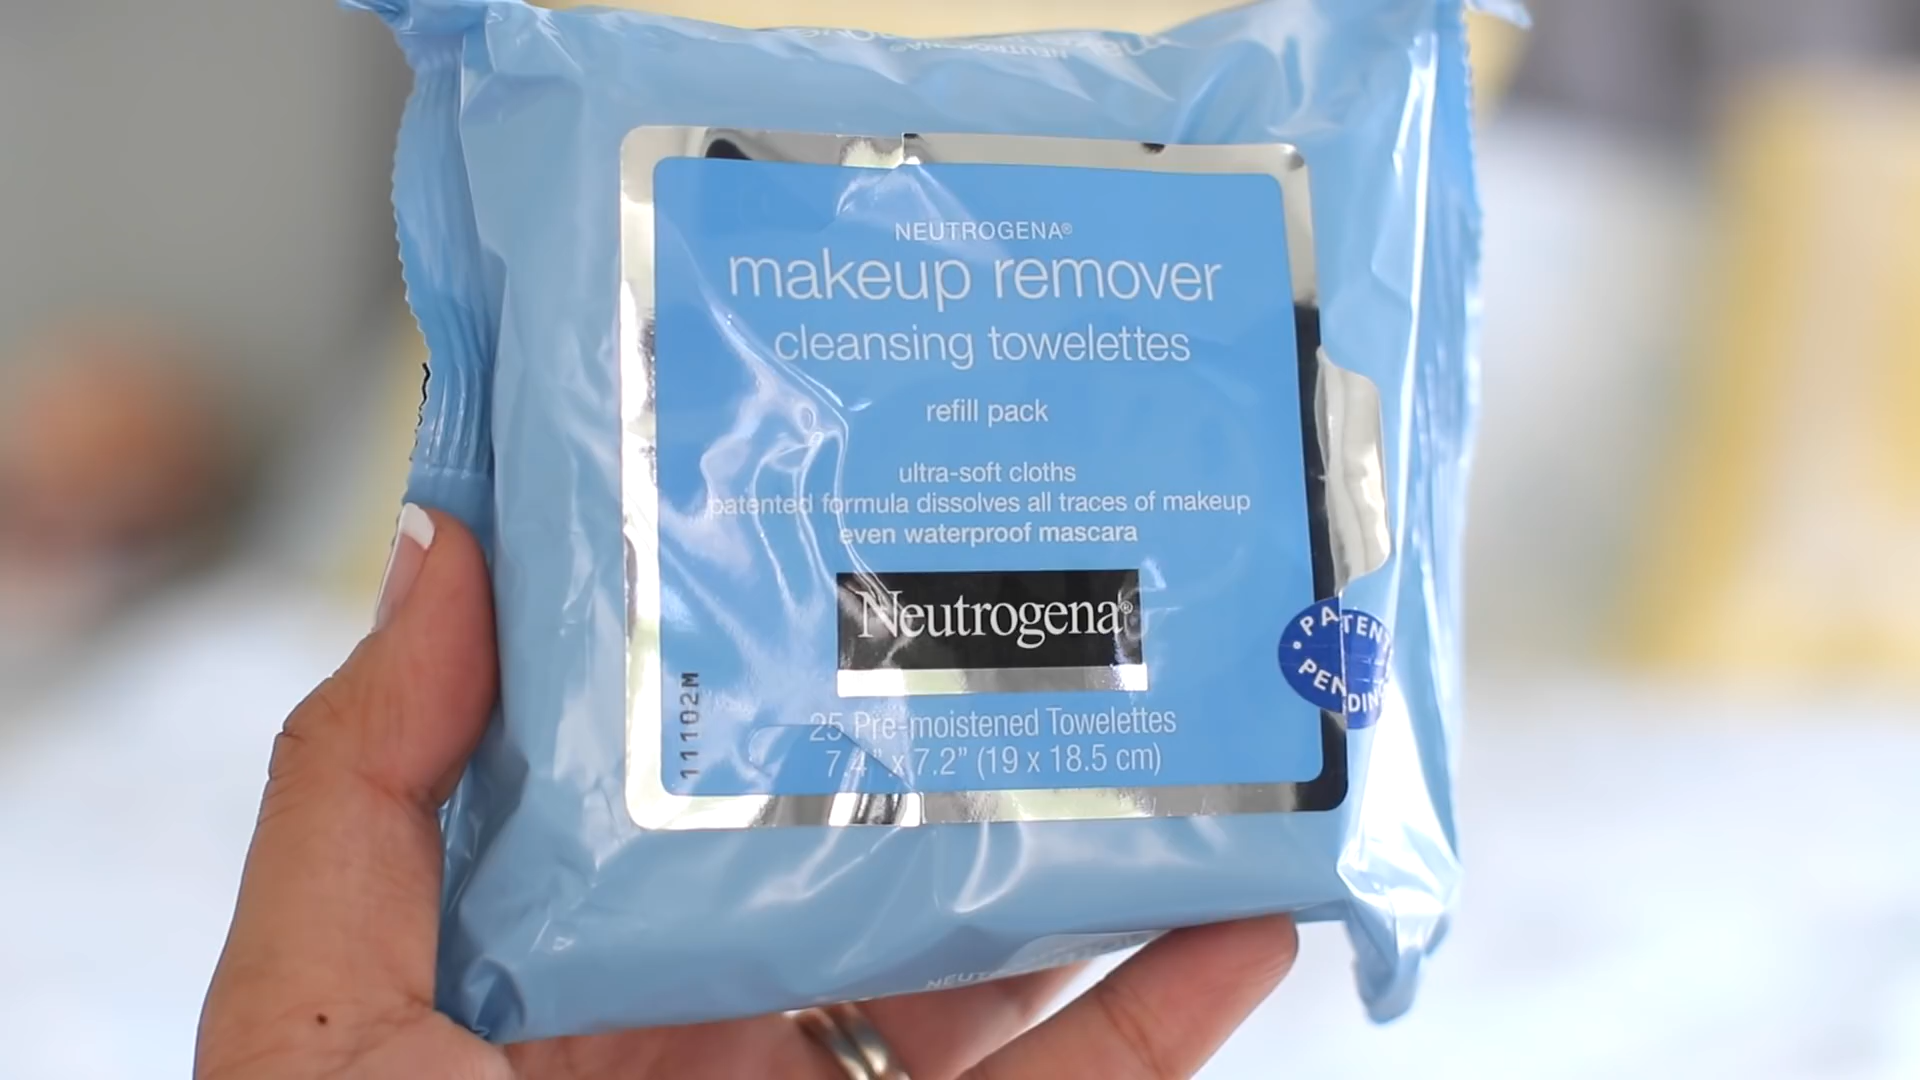 NEUTROGENA®
makeup remover
cleansing towelettes
refill pack
ultra-soft cloths
patented formula dissolves all traces of makeup
even waterproof mascara
Neutrogena®
25 Pre-moistened Towelettes
7.4" x 7.2" (19 x 18.5 cm)
11102M
PATENT
PENDING